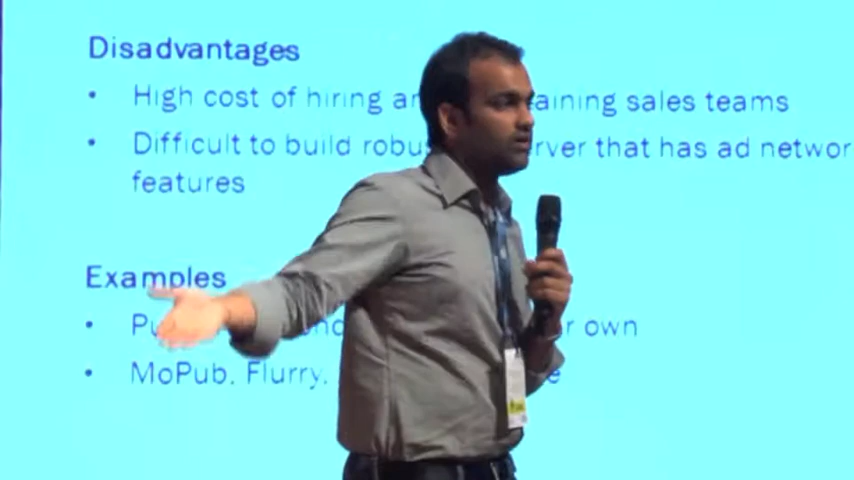 Disadvantages
• High cost of hiring an aining sales teams
• Difficult to build robus rver that has ad networ
features
Examples
• r own
• MoPub, Flurry,